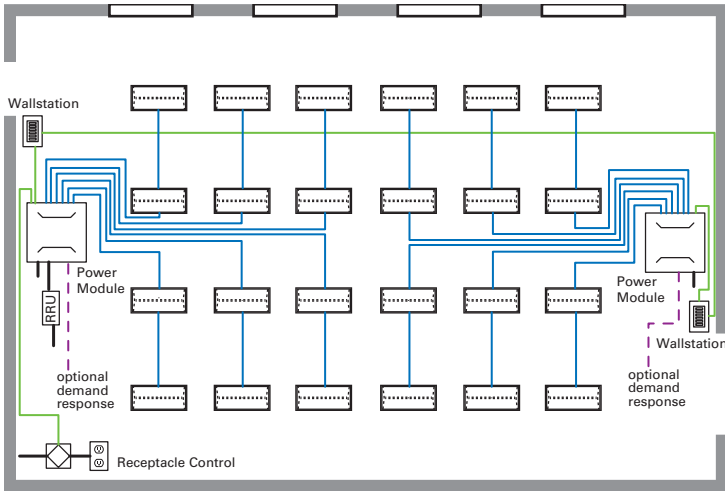 Wallstation
Power
Module
RRU
optional
demand
response
Receptacle Control
Power
Module
Wallstation
optional
demand
response